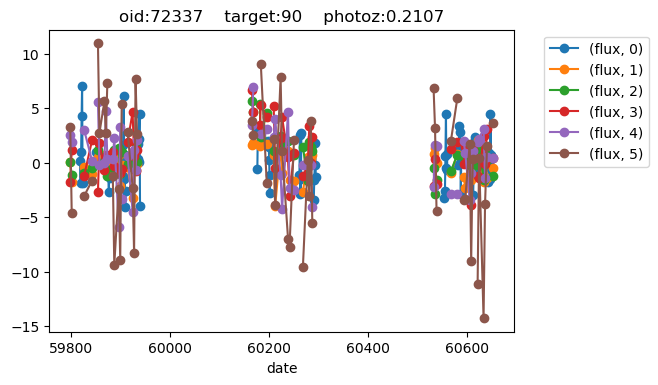 oid:72337    target:90    photoz:0.2107
10
5
0
−5
−10
−15
59800
60000
60200
60400
60600
date
(flux, 0)
(flux, 1)
(flux, 2)
(flux, 3)
(flux, 4)
(flux, 5)